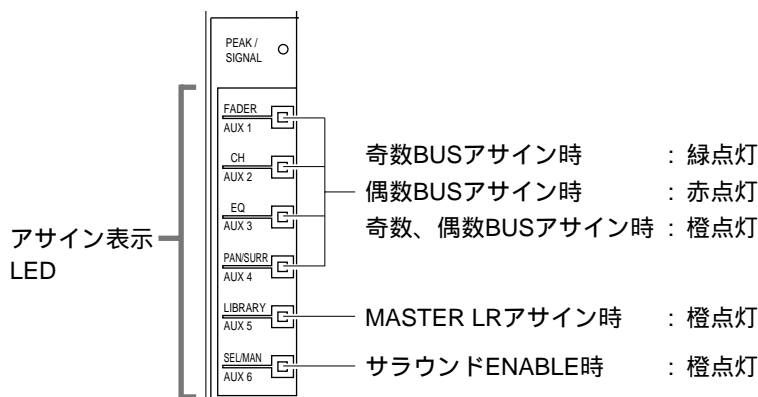 PEAK /
SIGNAL
FADER
AUX 1
CH
AUX 2
EQ
AUX 3
PAN/SURR
AUX 4
LIBRARY
AUX 5
SEL/MAN
AUX 6
アサイン表示
LED
奇数BUSアサイン時 : 緑点灯
偶数BUSアサイン時 : 赤点灯
奇数、偶数BUSアサイン時 : 橙点灯
MASTER LRアサイン時 : 橙点灯
サラウンドENABLE時 : 橙点灯